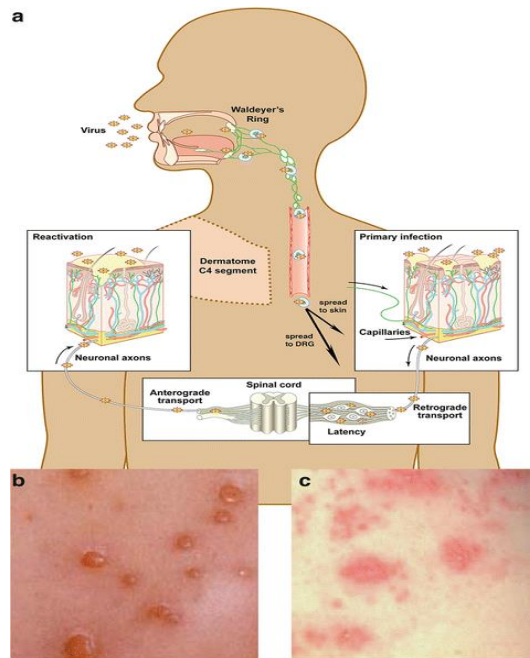 a
Waldeyer's
Ring
Virus
Reactivation
Dermatome
C4 segment
Primary infection
spread
to skin
spread
to DRG
Capillaries
Neuronal axons
Neuronal axons
Anterograde
transport
Spinal cord
Latency
Retrograde
transport
b
c